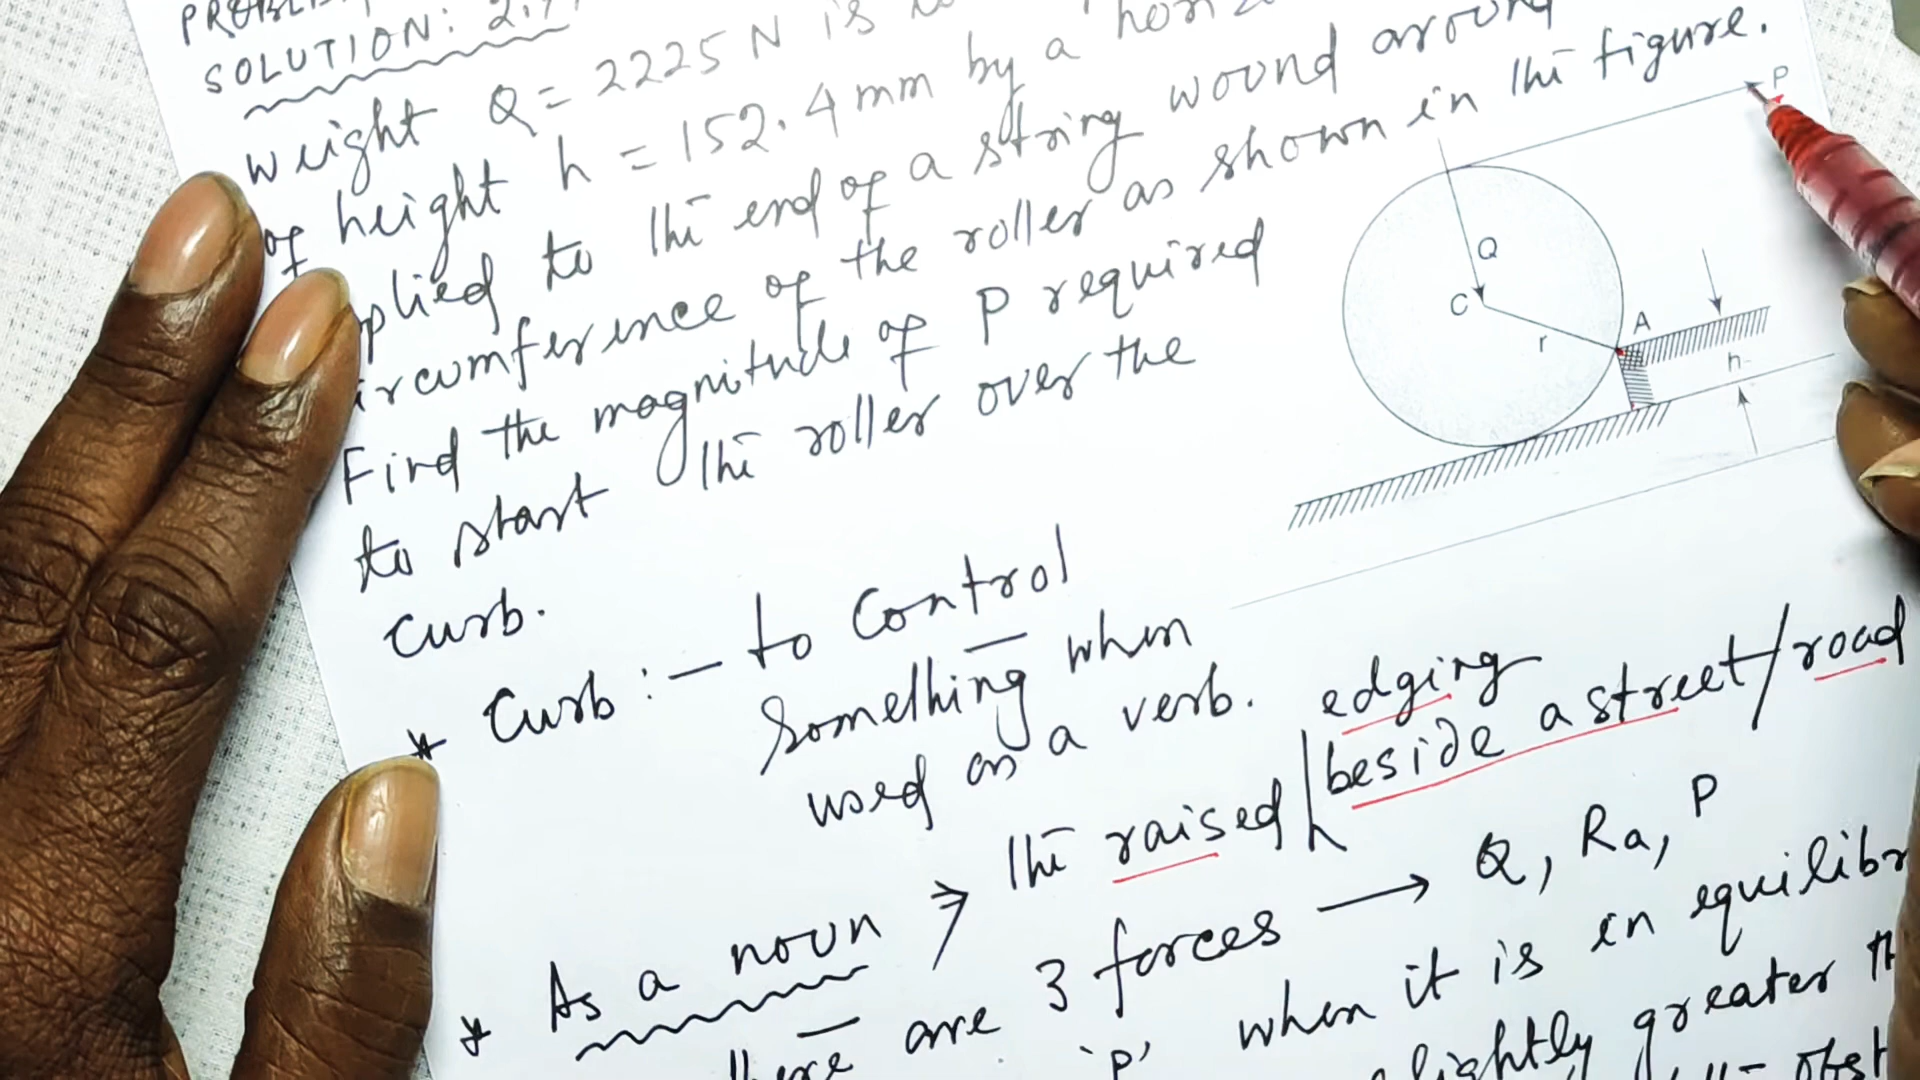 SOLUTION:
weight Q = 2225 N is
of height h = 152.4 mm by a
plied to the end of a string wound around
ircumference of the roller as shown in the figure.
Find the magnitude of P required
to start the roller over the
curb.
P
Q
C
r
A
h
* Curb :- to control
something when
used as a verb.
* As a noun => the raised edging
beside a street/road
There are 3 forces → Q, Ra, P
'P' when it is in equilibr
slightly greater th